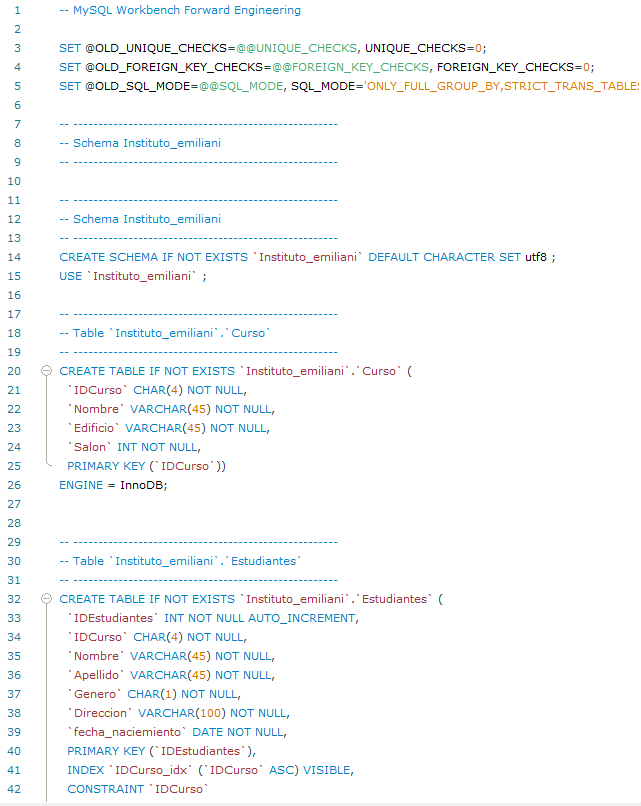 1 -- MySQL Workbench Forward Engineering
2
3 SET @OLD_UNIQUE_CHECKS=@@UNIQUE_CHECKS, UNIQUE_CHECKS=0;
4 SET @OLD_FOREIGN_KEY_CHECKS=@@FOREIGN_KEY_CHECKS, FOREIGN_KEY_CHECKS=0;
5 SET @OLD_SQL_MODE=@@SQL_MODE, SQL_MODE='ONLY_FULL_GROUP_BY,STRICT_TRANS_TABLES
6
7 -- -----------------------------------------------------
8 -- Schema Instituto_emiliani
9 -- -----------------------------------------------------
10
11 -- -----------------------------------------------------
12 -- Schema Instituto_emiliani
13 -- -----------------------------------------------------
14 CREATE SCHEMA IF NOT EXISTS `Instituto_emiliani` DEFAULT CHARACTER SET utf8 ;
15 USE `Instituto_emiliani` ;
16
17 -- -----------------------------------------------------
18 -- Table `Instituto_emiliani`.`Curso`
19 -- -----------------------------------------------------
20 CREATE TABLE IF NOT EXISTS `Instituto_emiliani`.`Curso` (
21 `IDCurso` CHAR(4) NOT NULL,
22 `Nombre` VARCHAR(45) NOT NULL,
23 `Edificio` VARCHAR(45) NOT NULL,
24 `Salon` INT NOT NULL,
25 PRIMARY KEY (`IDCurso`))
26 ENGINE = InnoDB;
27
28
29 -- -----------------------------------------------------
30 -- Table `Instituto_emiliani`.`Estudiantes`
31 -- -----------------------------------------------------
32 CREATE TABLE IF NOT EXISTS `Instituto_emiliani`.`Estudiantes` (
33 `IDEstudiantes` INT NOT NULL AUTO_INCREMENT,
34 `IDCurso` CHAR(4) NOT NULL,
35 `Nombre` VARCHAR(45) NOT NULL,
36 `Apellido` VARCHAR(45) NOT NULL,
37 `Genero` CHAR(1) NOT NULL,
38 `Direccion` VARCHAR(100) NOT NULL,
39 `fecha_naciemiento` DATE NOT NULL,
40 PRIMARY KEY (`IDEstudiantes`),
41 INDEX `IDCurso_idx` (`IDCurso` ASC) VISIBLE,
42 CONSTRAINT `IDCurso`